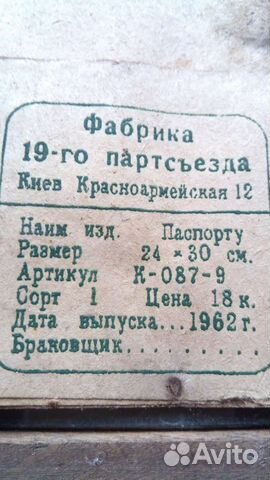 Фабрика
19-го партсъезда
Киев Красноармейская 12
Наим изд. Паспорту
Размер 24×30 см.
Артикул К-087-9
Сорт 1 Цена 18 к.
Дата выпуска...1962г.
Браковщик..........
Avito